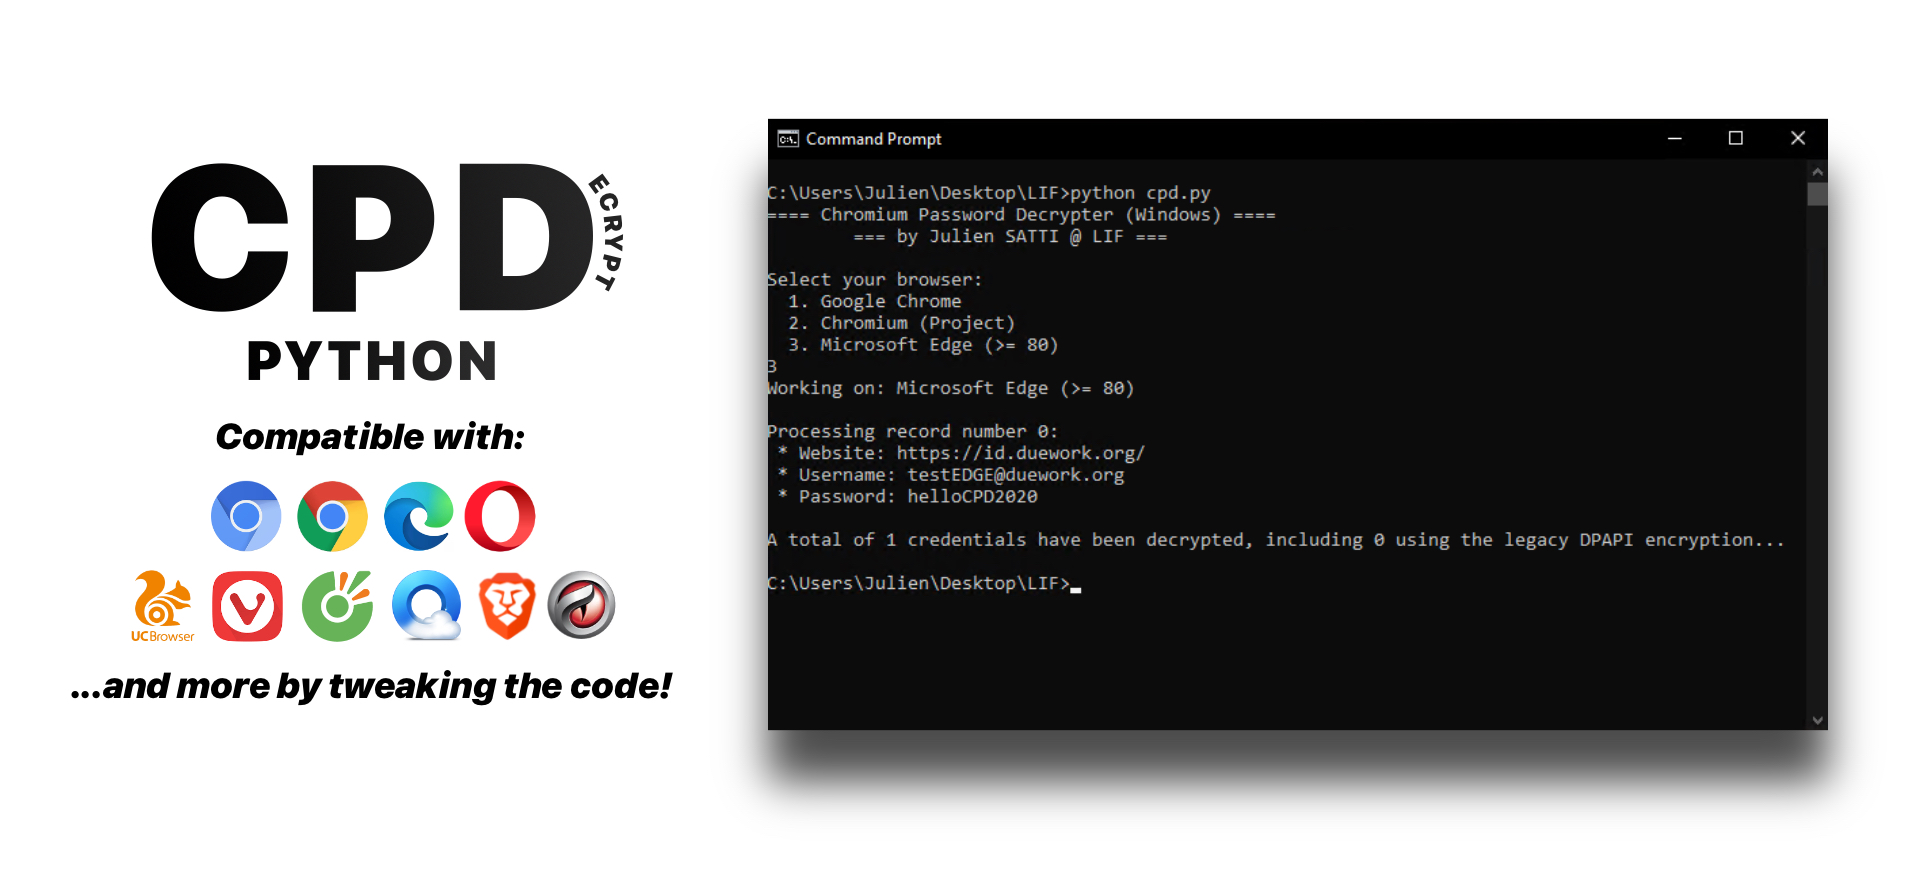 CPD
ECRYPT
PYTHON
Compatible with:
UCBrowser
...and more by tweaking the code!
C:\. Command Prompt
C:\Users\Julien\Desktop\LIF>python cpd.py
==== Chromium Password Decrypter (Windows) ====
=== by Julien SATTI @ LIF ===
Select your browser:
1. Google Chrome
2. Chromium (Project)
3. Microsoft Edge (>= 80)
3
Working on: Microsoft Edge (>= 80)
Processing record number 0:
* Website: https://id.duework.org/
* Username: testEDGE@duework.org
* Password: helloCPD2020
A total of 1 credentials have been decrypted, including 0 using the legacy DPAPI encryption...
C:\Users\Julien\Desktop\LIF>